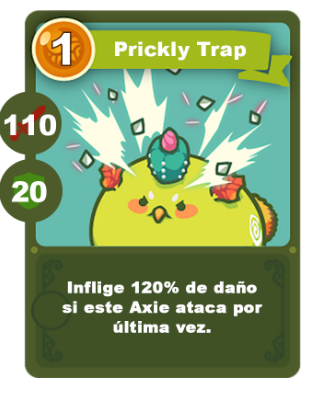 1
Prickly Trap
110
20
Inflige 120% de daño
si este Axie ataca por
última vez.